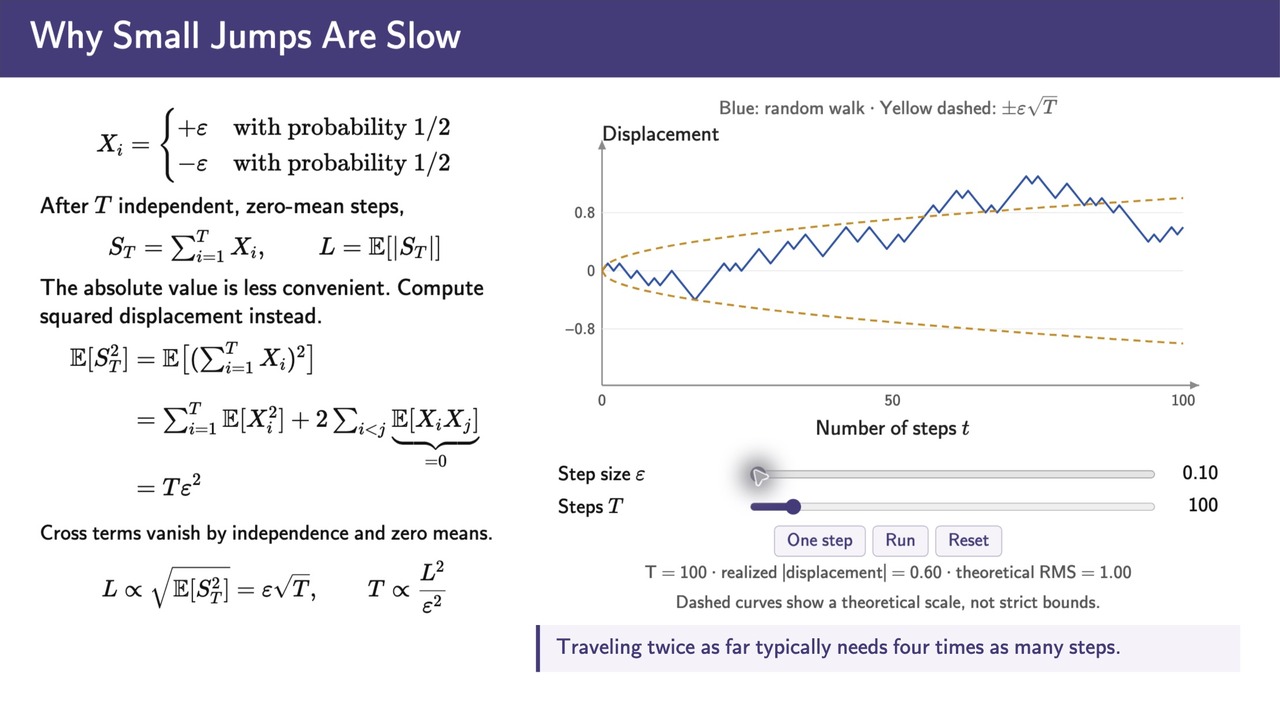 Why Small Jumps Are Slow
X_i = { +ε with probability 1/2
−ε with probability 1/2
After T independent, zero-mean steps,
S_T = ∑_{i=1}^T X_i, L = 𝔼[|S_T|]
The absolute value is less convenient. Compute
squared displacement instead.
𝔼[S_T^2] = 𝔼[(∑_{i=1}^T X_i)^2]
= ∑_{i=1}^T 𝔼[X_i^2] + 2 ∑_{i<j} 𝔼[X_i X_j]
=0
= Tε^2
Cross terms vanish by independence and zero means.
L ∝ √(𝔼[S_T^2]) = ε√T, T ∝ L^2/ε^2
Blue: random walk · Yellow dashed: ±ε√T
Displacement
0.8
0
−0.8
0 50 100
Number of steps t
Step size ε 0.10
Steps T 100
One step Run Reset
T = 100 · realized |displacement| = 0.60 · theoretical RMS = 1.00
Dashed curves show a theoretical scale, not strict bounds.
Traveling twice as far typically needs four times as many steps.